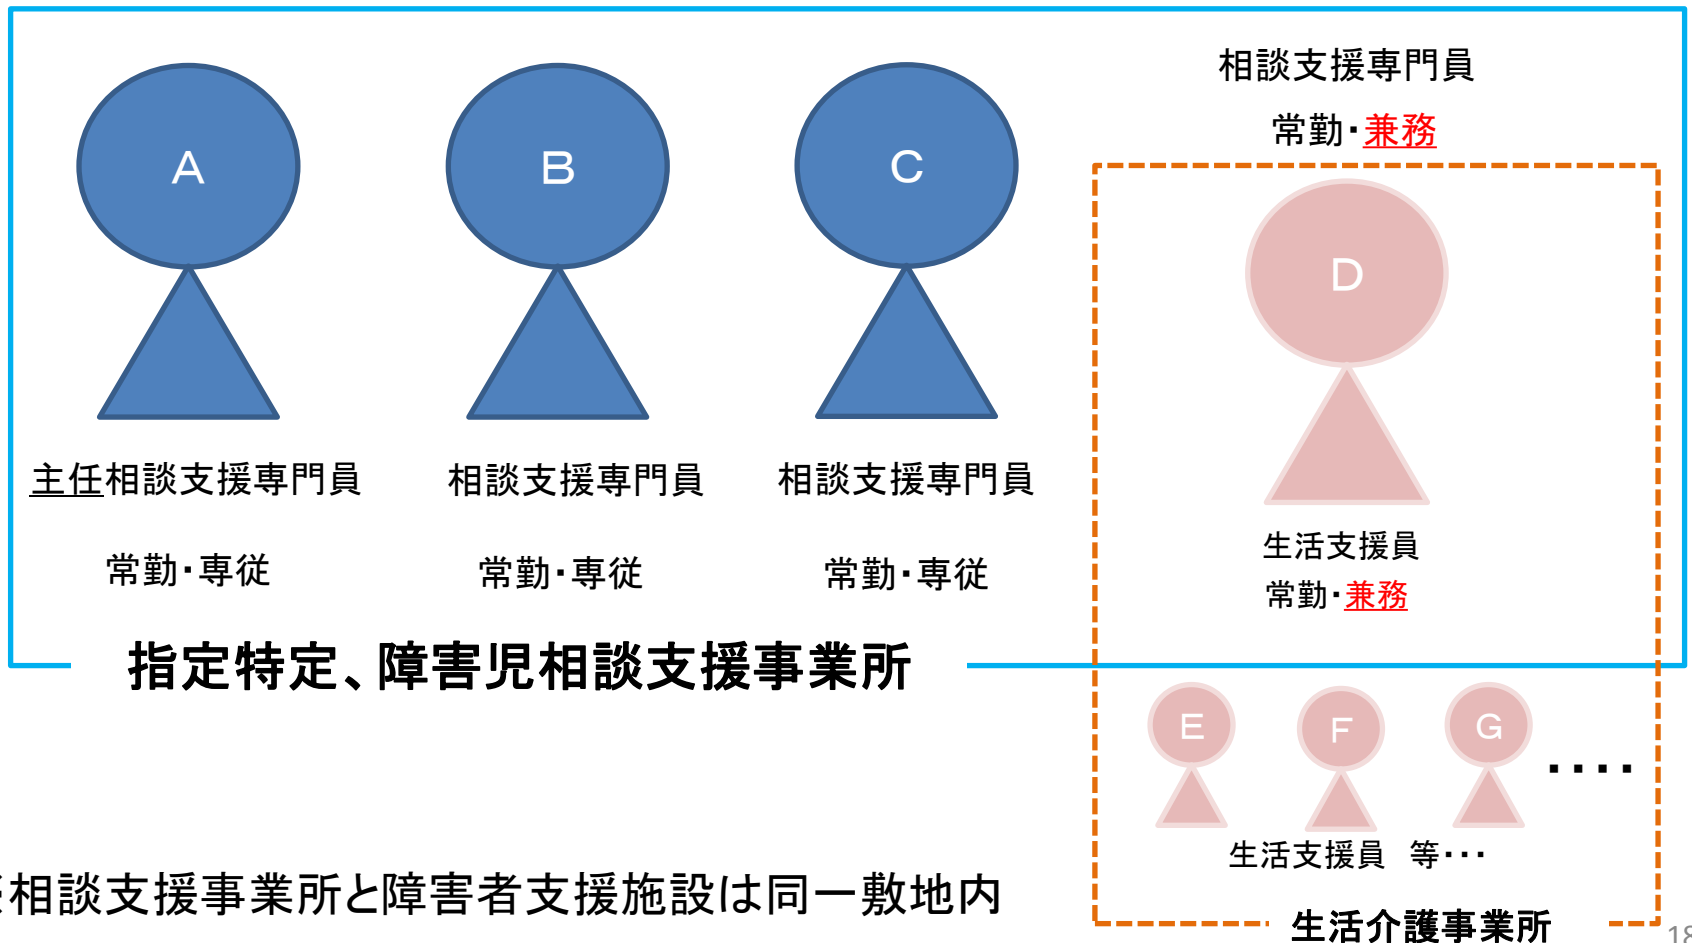 相談支援専門員
常勤・兼務
A
B
C
D
主任相談支援専門員
相談支援専門員
相談支援専門員
常勤・専従
常勤・専従
常勤・専従
生活支援員
常勤・兼務
指定特定、障害児相談支援事業所
E
F
G
・・・・
生活支援員　等・・・
※相談支援事業所と障害者支援施設は同一敷地内
生活介護事業所
18